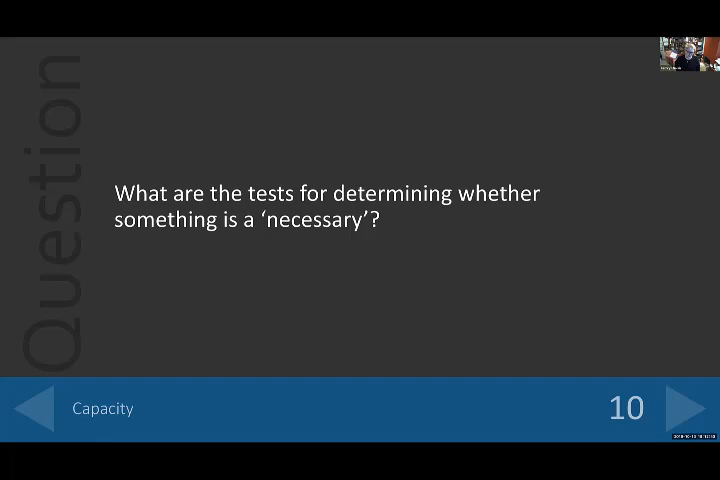 Question
What are the tests for determining whether
something is a ‘necessary’?
Capacity
10